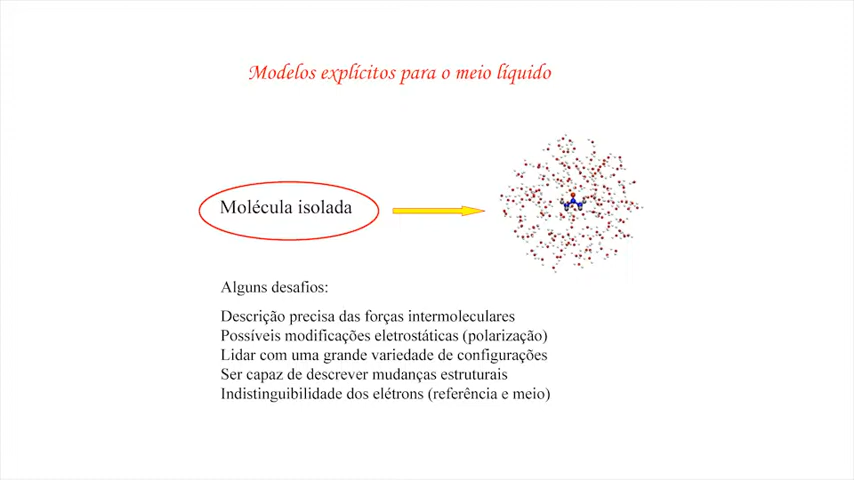 Modelos explícitos para o meio líquido
Molécula isolada
Alguns desafios:
Descrição precisa das forças intermoleculares
Possíveis modificações eletrostáticas (polarização)
Lidar com uma grande variedade de configurações
Ser capaz de descrever mudanças estruturais
Indistinguibilidade dos elétrons (referência e meio)